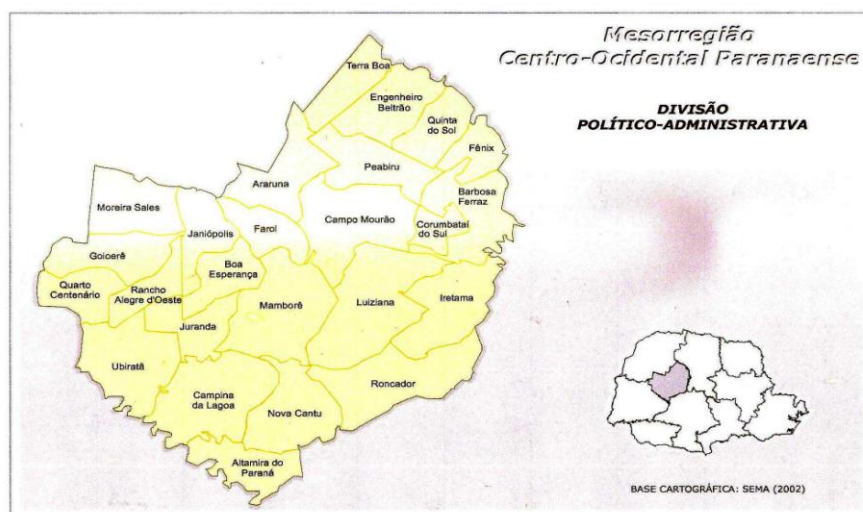 Mesorregião
Centro-Ocidental Paranaense
DIVISÃO
POLÍTICO-ADMINISTRATIVA
Terra Boa
Engenheiro
Beltrão
Quinta
do Sol
Fênix
Peabiru
Araruna
Barbosa
Ferraz
Moreira Sales
Campo Mourão
Corumbataí
do Sul
Farol
Janiópolis
Goioerê
Boa
Esperança
Quarto
Centenário
Rancho
Alegre d'Oeste
Mamborê
Luiziana
Iretama
Juranda
Ubiratã
Roncador
Campina
da Lagoa
Nova Cantu
Altamira do
Paraná
BASE CARTOGRÁFICA: SEMA (2002)